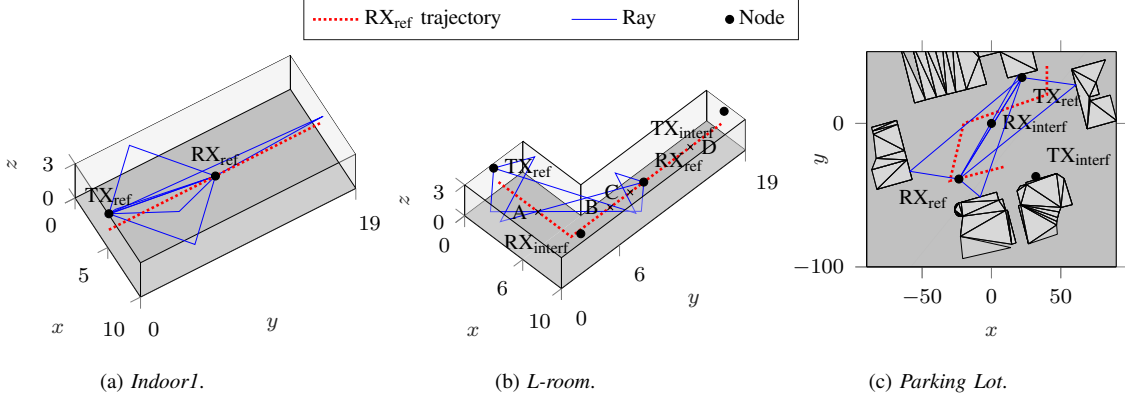 RX_ref trajectory Ray Node
3
0
z
0
5
10
x
0
19
y
TX_ref
RX_ref
(a) Indoor1.
3
0
z
0
6
10
x
0
6
19
y
TX_ref
A
RX_interf
B
C
RX_ref
D
TX_interf
(b) L-room.
0
−100
y
−50
0
50
x
TX_ref
RX_interf
TX_interf
RX_ref
(c) Parking Lot.